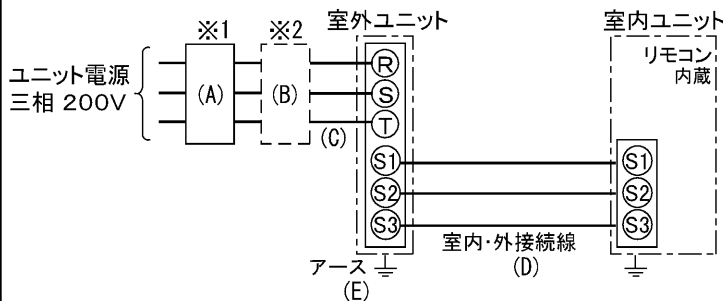 ※1
※2
室外ユニット
室内ユニット
ユニット電源
三相 200V
(A)
(B)
(C)
R
S
T
S1
S2
S3
リモコン
内蔵
S1
S2
S3
室内・外接続線
(D)
アース
(E)